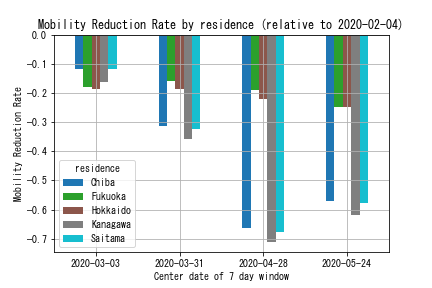 Mobility Reduction Rate by residence (relative to 2020-02-04)
0.0
-0.1
-0.2
-0.3
-0.4
-0.5
-0.6
-0.7
Mobility Reduction Rate
residence
Chiba
Fukuoka
Hokkaido
Kanagawa
Saitama
2020-03-03 2020-03-31 2020-04-28 2020-05-24
Center date of 7 day window